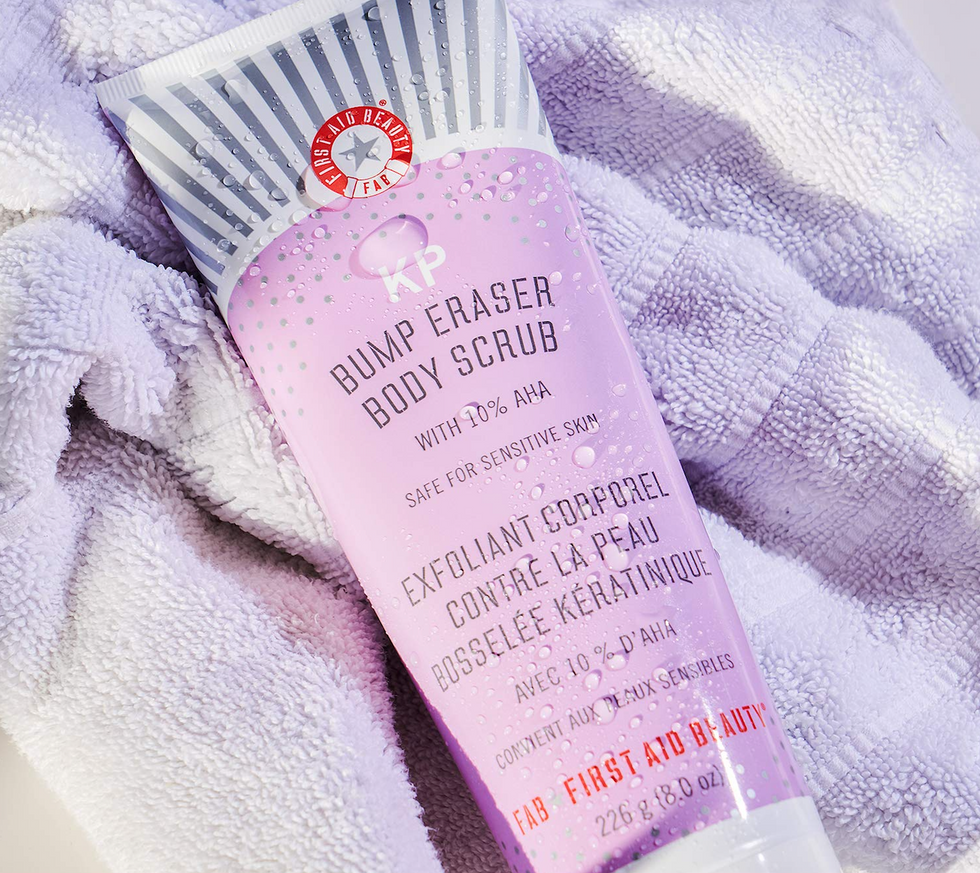 FIRST AID BEAUTY®
FAB
KP
BUMP ERASER
BODY SCRUB
WITH 10% AHA
SAFE FOR SENSITIVE SKIN
EXFOLIANT CORPOREL
CONTRE LA PEAU
BOSSELÉE KÉRATINIQUE
AVEC 10 % D'AHA
CONVIENT AUX PEAUX SENSIBLES
FAB FIRST AID BEAUTY®
226 g (8.0 oz)